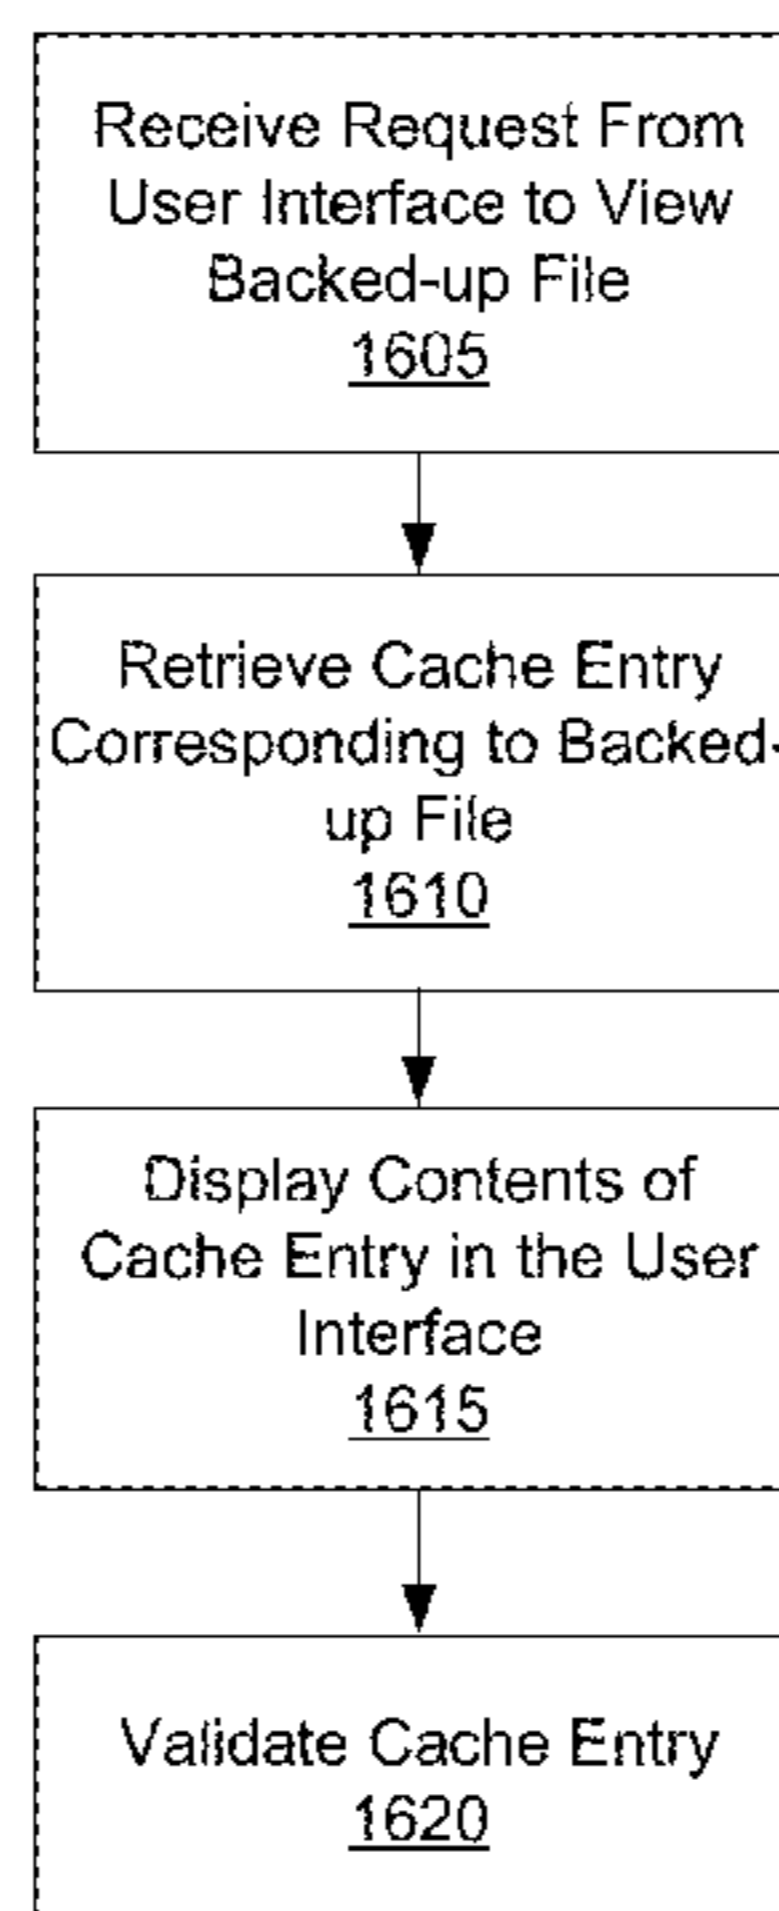 Receive Request From
User Interface to View
Backed-up File
1605
Retrieve Cache Entry
Corresponding to Backed-
up File
1610
Display Contents of
Cache Entry in the User
Interface
1615
Validate Cache Entry
1620